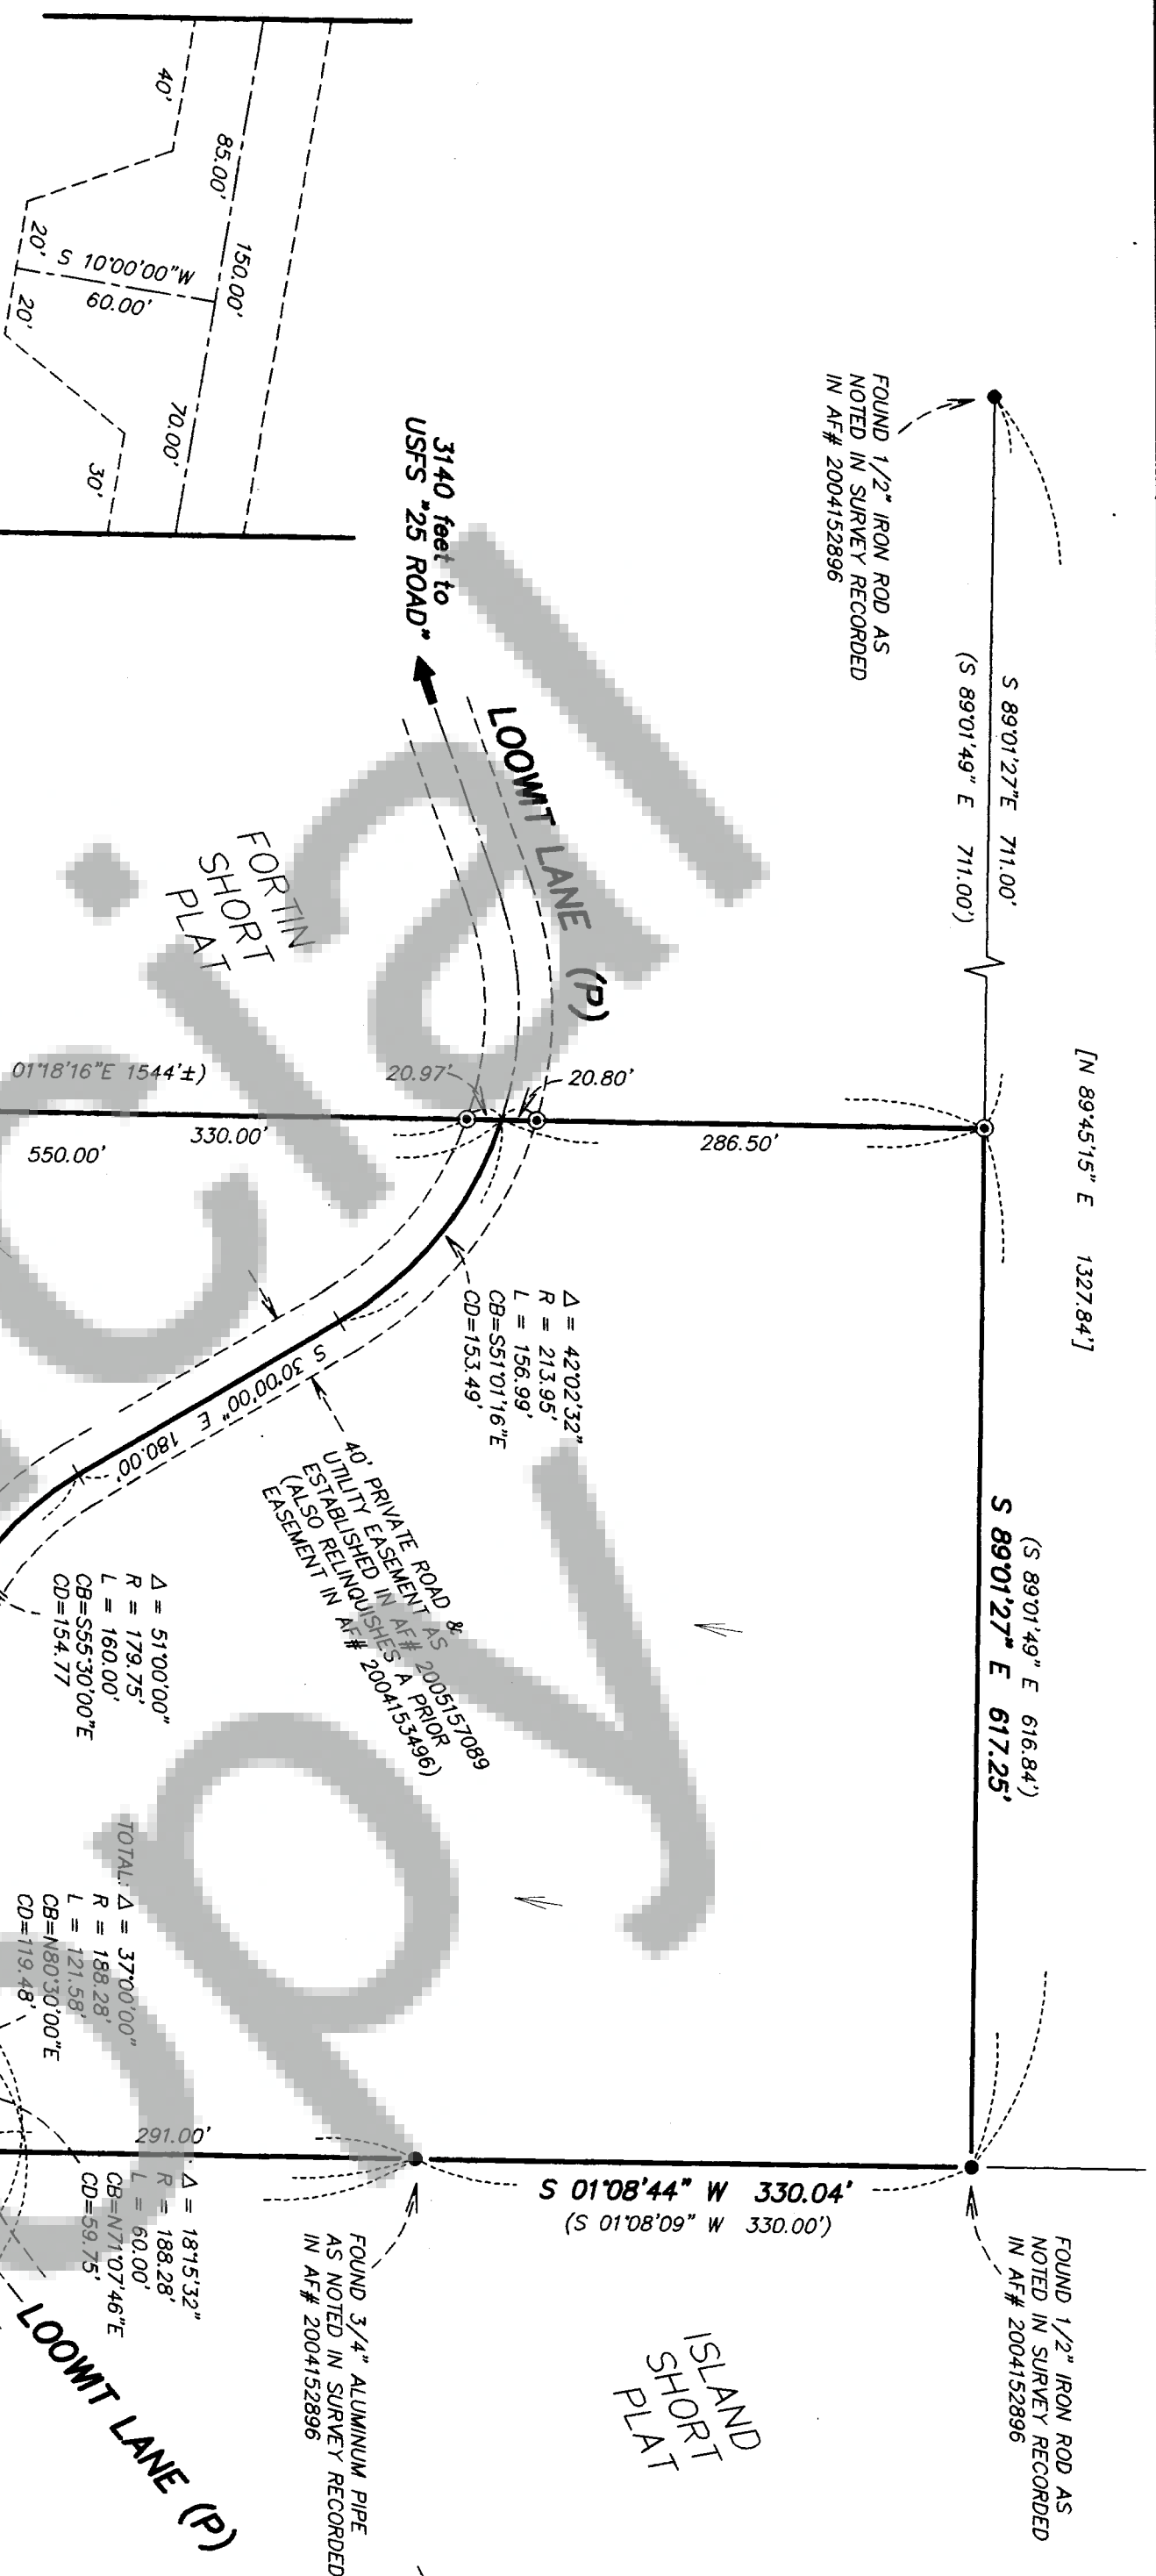 [N 89°45'15" E 1327.84']
S 89°01'27"E 711.00'
(S 89°01'49" E 711.00')
(S 89°01'49" E 616.84')
S 89°01'27" E 617.25'
FOUND 1/2" IRON ROD AS
NOTED IN SURVEY RECORDED
IN AF# 2004152896
FOUND 1/2" IRON ROD AS
NOTED IN SURVEY RECORDED
IN AF# 2004152896
286.50'
S 01°08'44" W 330.04'
(S 01°08'09" W 330.00')
ISLAND
SHORT
PLAT
LOOWIT LANE (P)
3140 feet to
USFS "25 ROAD"
20.80'
20.97'
Δ = 42°02'32"
R = 213.95'
L = 156.99'
CB=S51°01'16"E
CD=153.49'
40' PRIVATE ROAD &
UTILITY EASEMENT AS
ESTABLISHED IN AF# 2005157089
(ALSO RELINQUISHES A PRIOR
EASEMENT IN AF# 2004153496)
S 30°00'00" E 180.00'
FOUND 3/4" ALUMINUM PIPE
AS NOTED IN SURVEY RECORDED
IN AF# 2004152896
FORTIN
SHORT
PLAT
330.00'
01°18'16"E 1544'±)
550.00'
Δ = 51°00'00"
R = 179.75'
L = 160.00'
CB=S55°30'00"E
CD=154.77
TOTAL: Δ = 37°00'00"
R = 188.28'
L = 121.58'
CB=N80°30'00"E
CD=119.48'
291.00'
Δ = 18°15'32"
R = 188.28'
L = 60.00'
CB=N71°07'46"E
CD=59.75'
LOOWIT LANE (P)
40'
85.00'
150.00'
20'
S 10°00'00"W
60.00'
20'
70.00'
30'